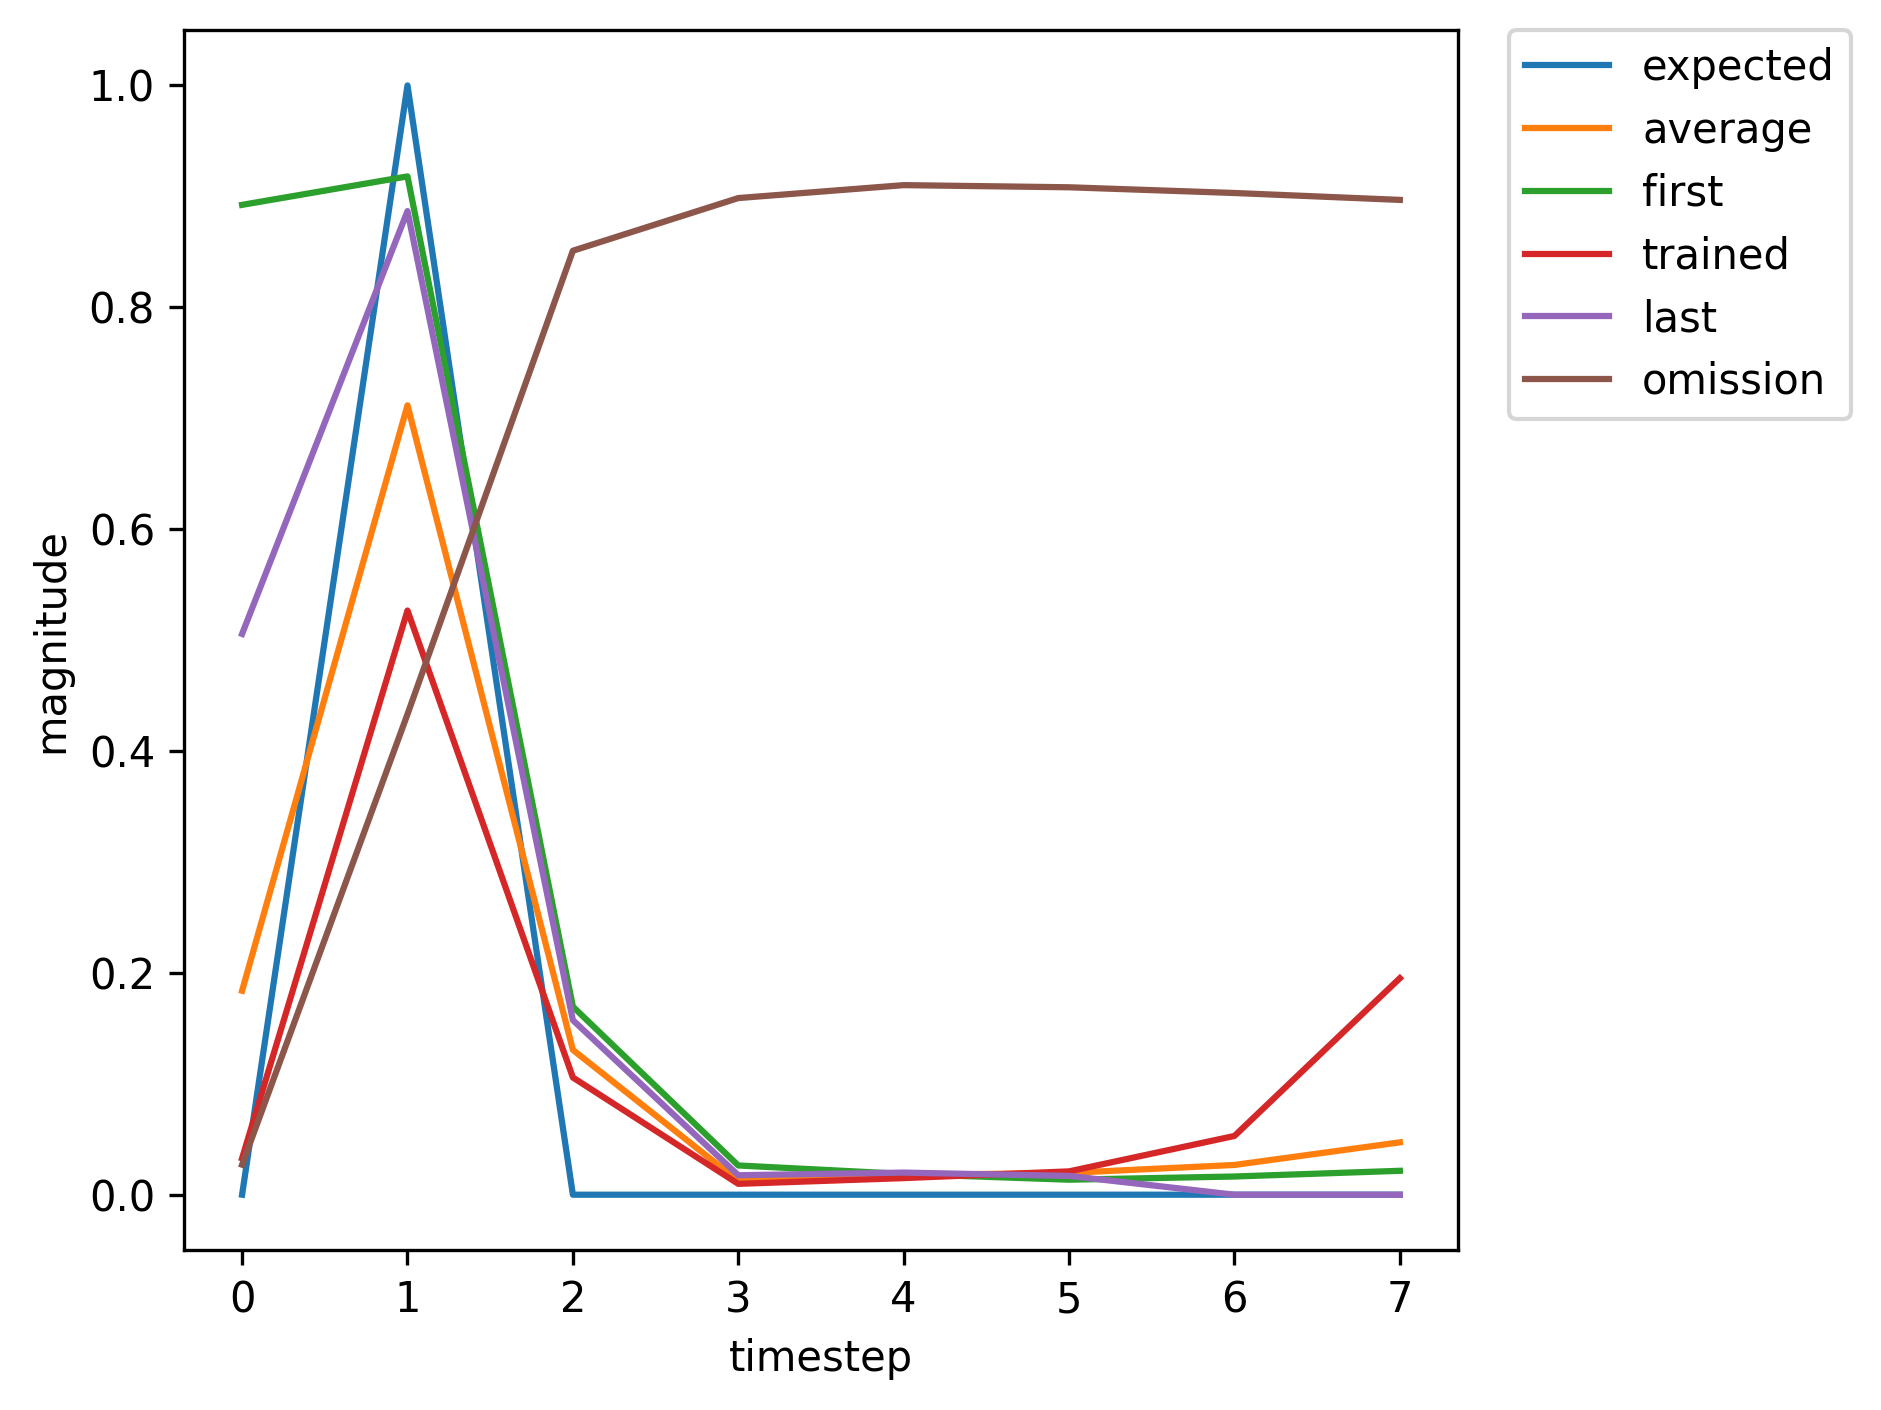 expected
average
first
trained
last
omission
1.0
0.8
0.6
0.4
0.2
0.0
magnitude
0 1 2 3 4 5 6 7
timestep